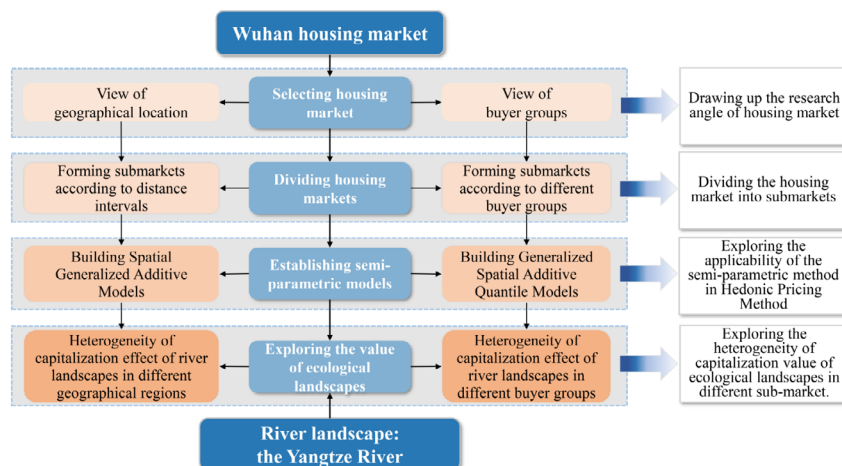 Wuhan housing market
View of
geographical location
Selecting housing
market
View of
buyer groups
Drawing up the research
angle of housing market
Forming submarkets
according to distance
intervals
Dividing housing
markets
Forming submarkets
according to different
buyer groups
Dividing the housing
market into submarkets
Building Spatial
Generalized Additive
Models
Establishing semi-
parametric models
Building Generalized
Spatial Additive
Quantile Models
Exploring the
applicability of the
semi-parametric method
in Hedonic Pricing
Method
Heterogeneity of
capitalization effect of river
landscapes in different
geographical regions
Exploring the value
of ecological
landscapes
Heterogeneity of
capitalization effect of
river landscapes in
different buyer groups
Exploring the
heterogeneity of
capitalization value of
ecological landscapes in
different sub-market.
River landscape:
the Yangtze River